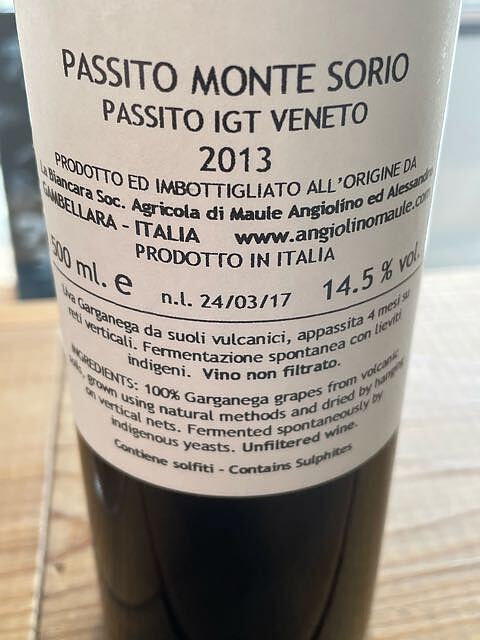 PASSITO MONTE SORIO
PASSITO IGT VENETO
2013
PRODOTTO ED IMBOTTIGLIATO ALL'ORIGINE DA
La Biancara Soc. Agricola di Maule Angiolino ed Alessandra
GAMBELLARA - ITALIA www.angiolinomaule.com
PRODOTTO IN ITALIA
500 ml. e n.l. 24/03/17 14.5 % vol.
Uva Garganega da suoli vulcanici, appassita 4 mesi su
reti verticali. Fermentazione spontanea con lieviti
indigeni. Vino non filtrato.
INGREDIENTS: 100% Garganega grapes from volcanic
soils, grown using natural methods and dried by hanging
on vertical nets. Fermented spontaneously by
indigenous yeasts. Unfiltered wine.
Contiene solfiti - Contains Sulphites